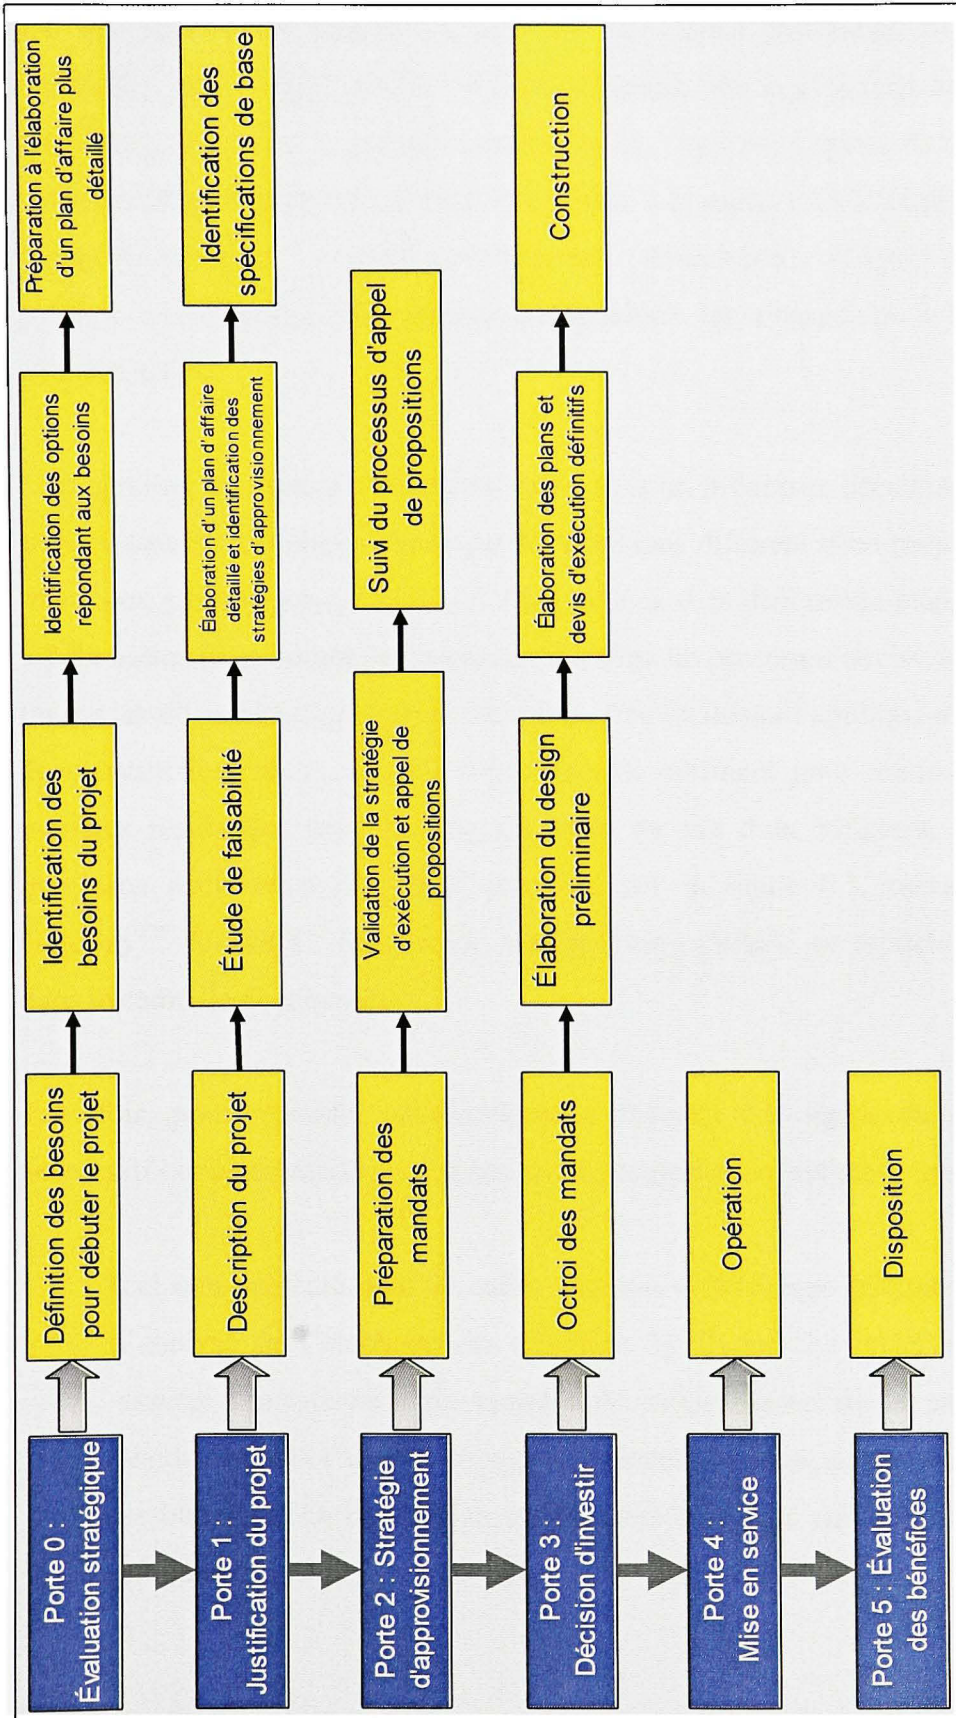 Porte 0 :
Évaluation stratégique
Définition des besoins
pour débuter le projet
Identification des
besoins du projet
Identification des options
répondant aux besoins
Préparation à l'élaboration
d'un plan d'affaire plus
détaillé
Porte 1 :
Justification du projet
Description du projet
Étude de faisabilité
Élaboration d'un plan d'affaire
détaillé et identification des
stratégies d'approvisionnement
Identification des
spécifications de base
Porte 2 : Stratégie
d'approvisionnement
Préparation des
mandats
Validation de la stratégie
d'exécution et appel de
propositions
Suivi du processus d'appel
de propositions
Porte 3 :
Décision d'investir
Octroi des mandats
Élaboration du design
préliminaire
Élaboration des plans et
devis d'exécution définitifs
Construction
Porte 4 :
Mise en service
Opération
Porte 5 : Évaluation
des bénéfices
Disposition